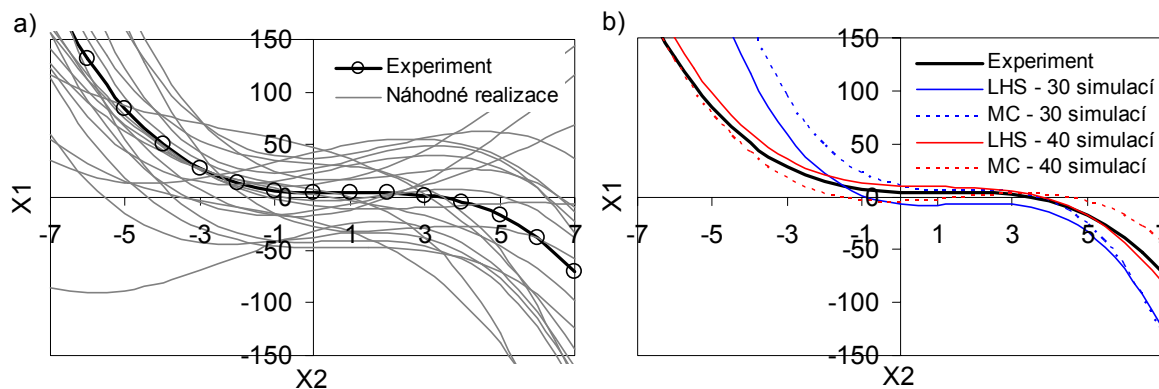 a)
150
100
50
0
-50
-100
-150
-7 -5 -3 -1 1 3 5 7
X1
X2
Experiment
Náhodné realizace
b)
150
100
50
0
-50
-100
-150
-7 -5 -3 -1 1 3 5
X1
X2
Experiment
LHS - 30 simulací
MC - 30 simulací
LHS - 40 simulací
MC - 40 simulací